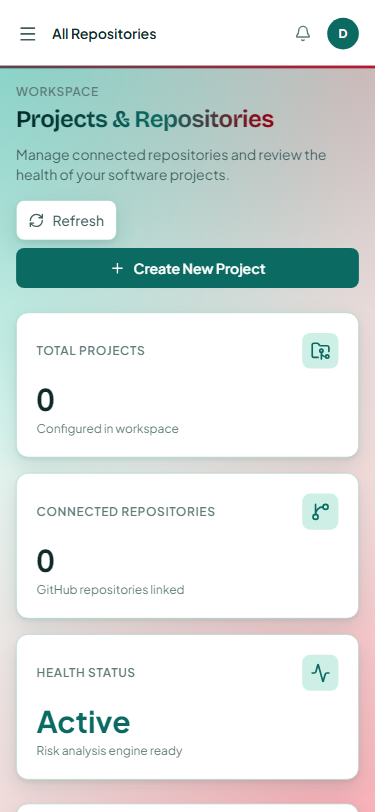 All Repositories
D
WORKSPACE
Projects & Repositories
Manage connected repositories and review the
health of your software projects.
Refresh
Create New Project
TOTAL PROJECTS
0
Configured in workspace
CONNECTED REPOSITORIES
0
GitHub repositories linked
HEALTH STATUS
Active
Risk analysis engine ready